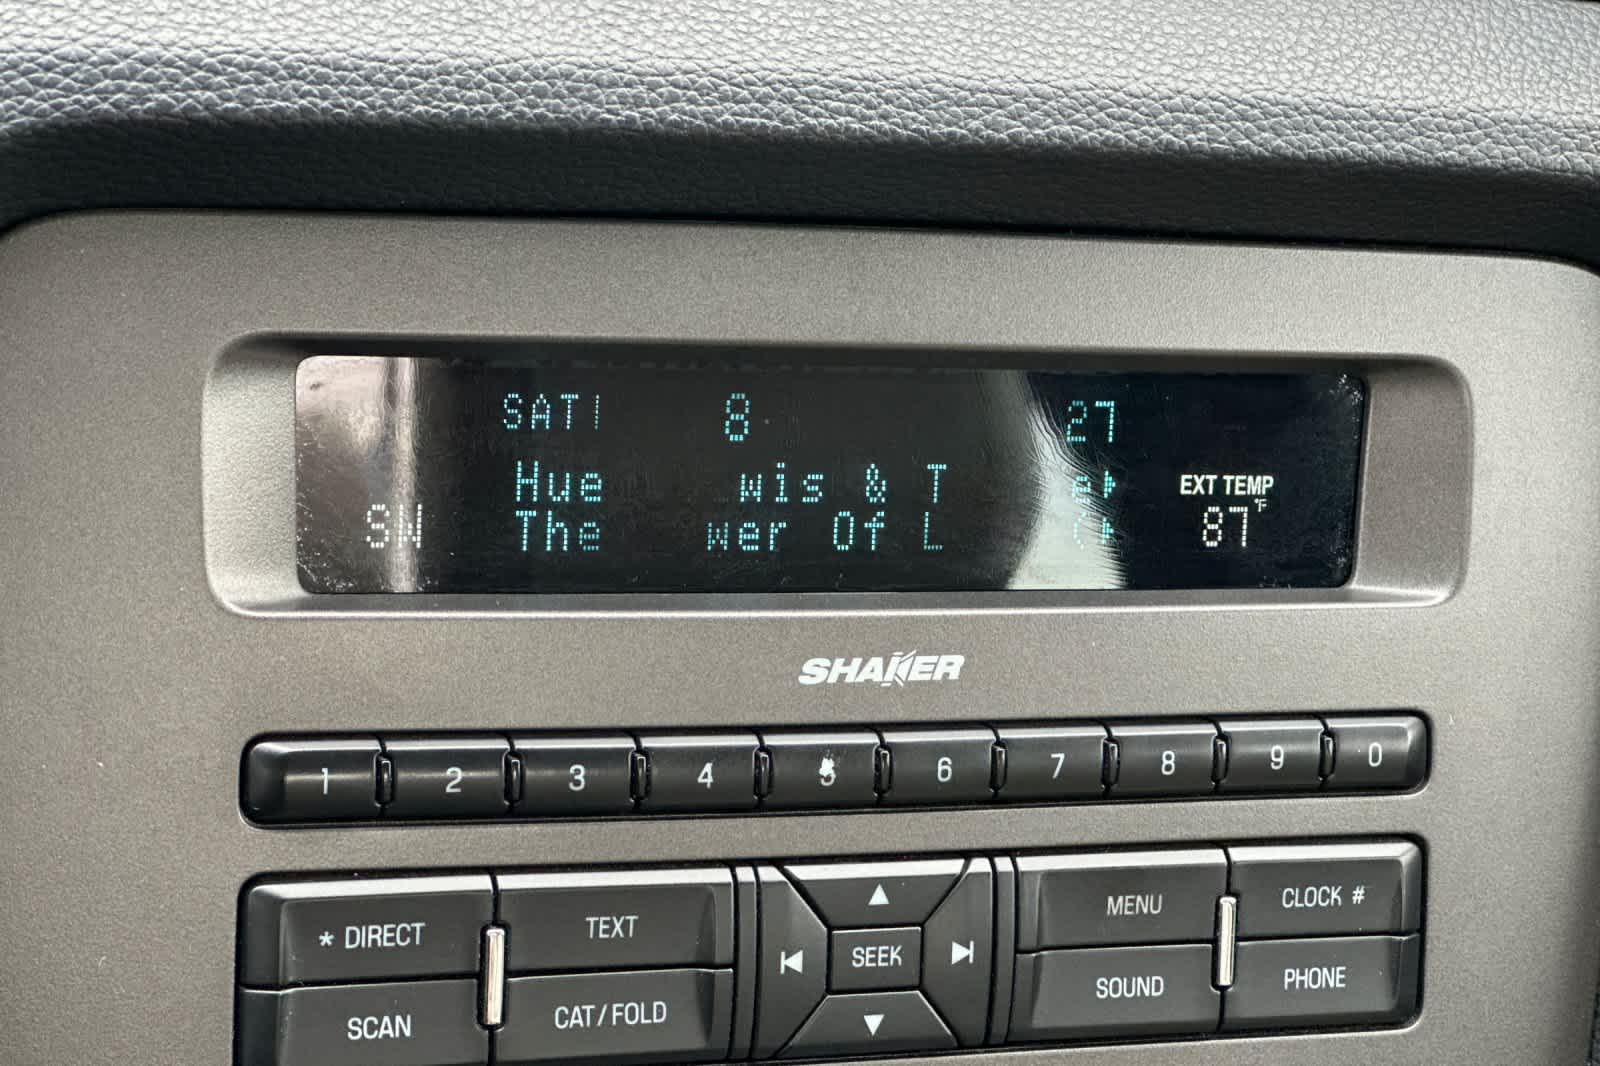 SAT1 8 27
Hue wis & T e
SW The wer Of L (
EXT TEMP
87°F
SHAKER
1 2 3 4 5 6 7 8 9 0
* DIRECT TEXT MENU CLOCK #
SEEK
SCAN CAT/FOLD SOUND PHONE